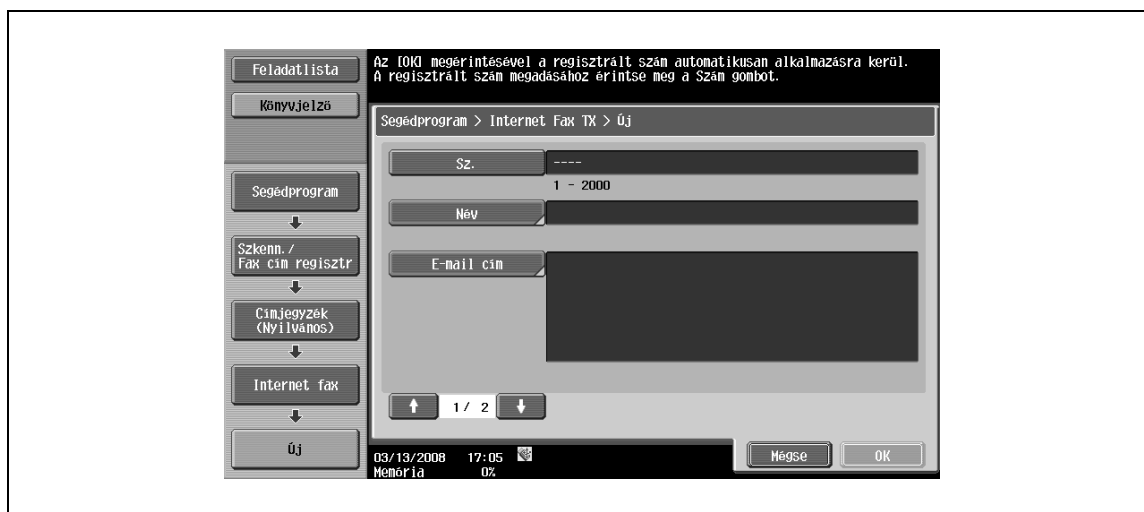 Az [OK] megérintésével a regisztrált szám automatikusan alkalmazásra kerül.
A regisztrált szám megadásához érintse meg a Szám gombot.
Feladatlista
Könyvjelző
Segédprogram
Szkenn./
Fax cím regisztr
Címjegyzék
(Nyilvános)
Internet fax
Új
Segédprogram > Internet Fax TX > Új
Sz.
----
1 - 2000
Név
E-mail cím
1/ 2
03/13/2008 17:05
Memória 0%
Mégse
OK